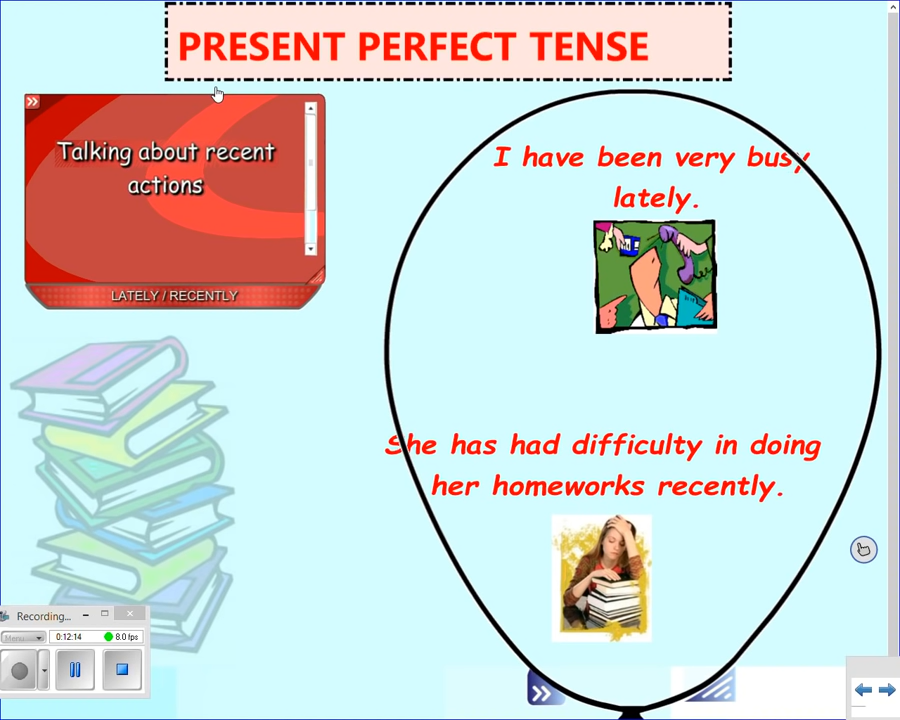 PRESENT PERFECT TENSE
Talking about recent
actions
LATELY / RECENTLY
I have been very busy
lately.
She has had difficulty in doing
her homeworks recently.
Recording...
Menu
0:12:14
8.0 fps